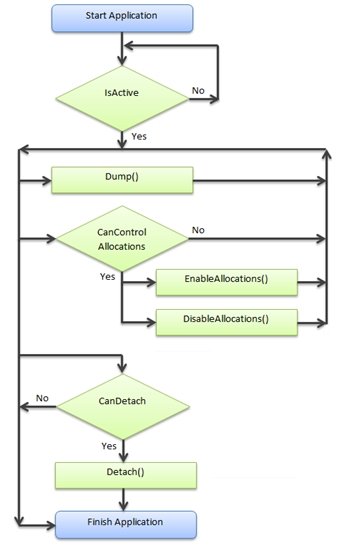 Start Application
IsActive
No
Yes
Dump()
CanControl
Allocations
No
Yes
EnableAllocations()
DisableAllocations()
CanDetach
No
Yes
Detach()
Finish Application